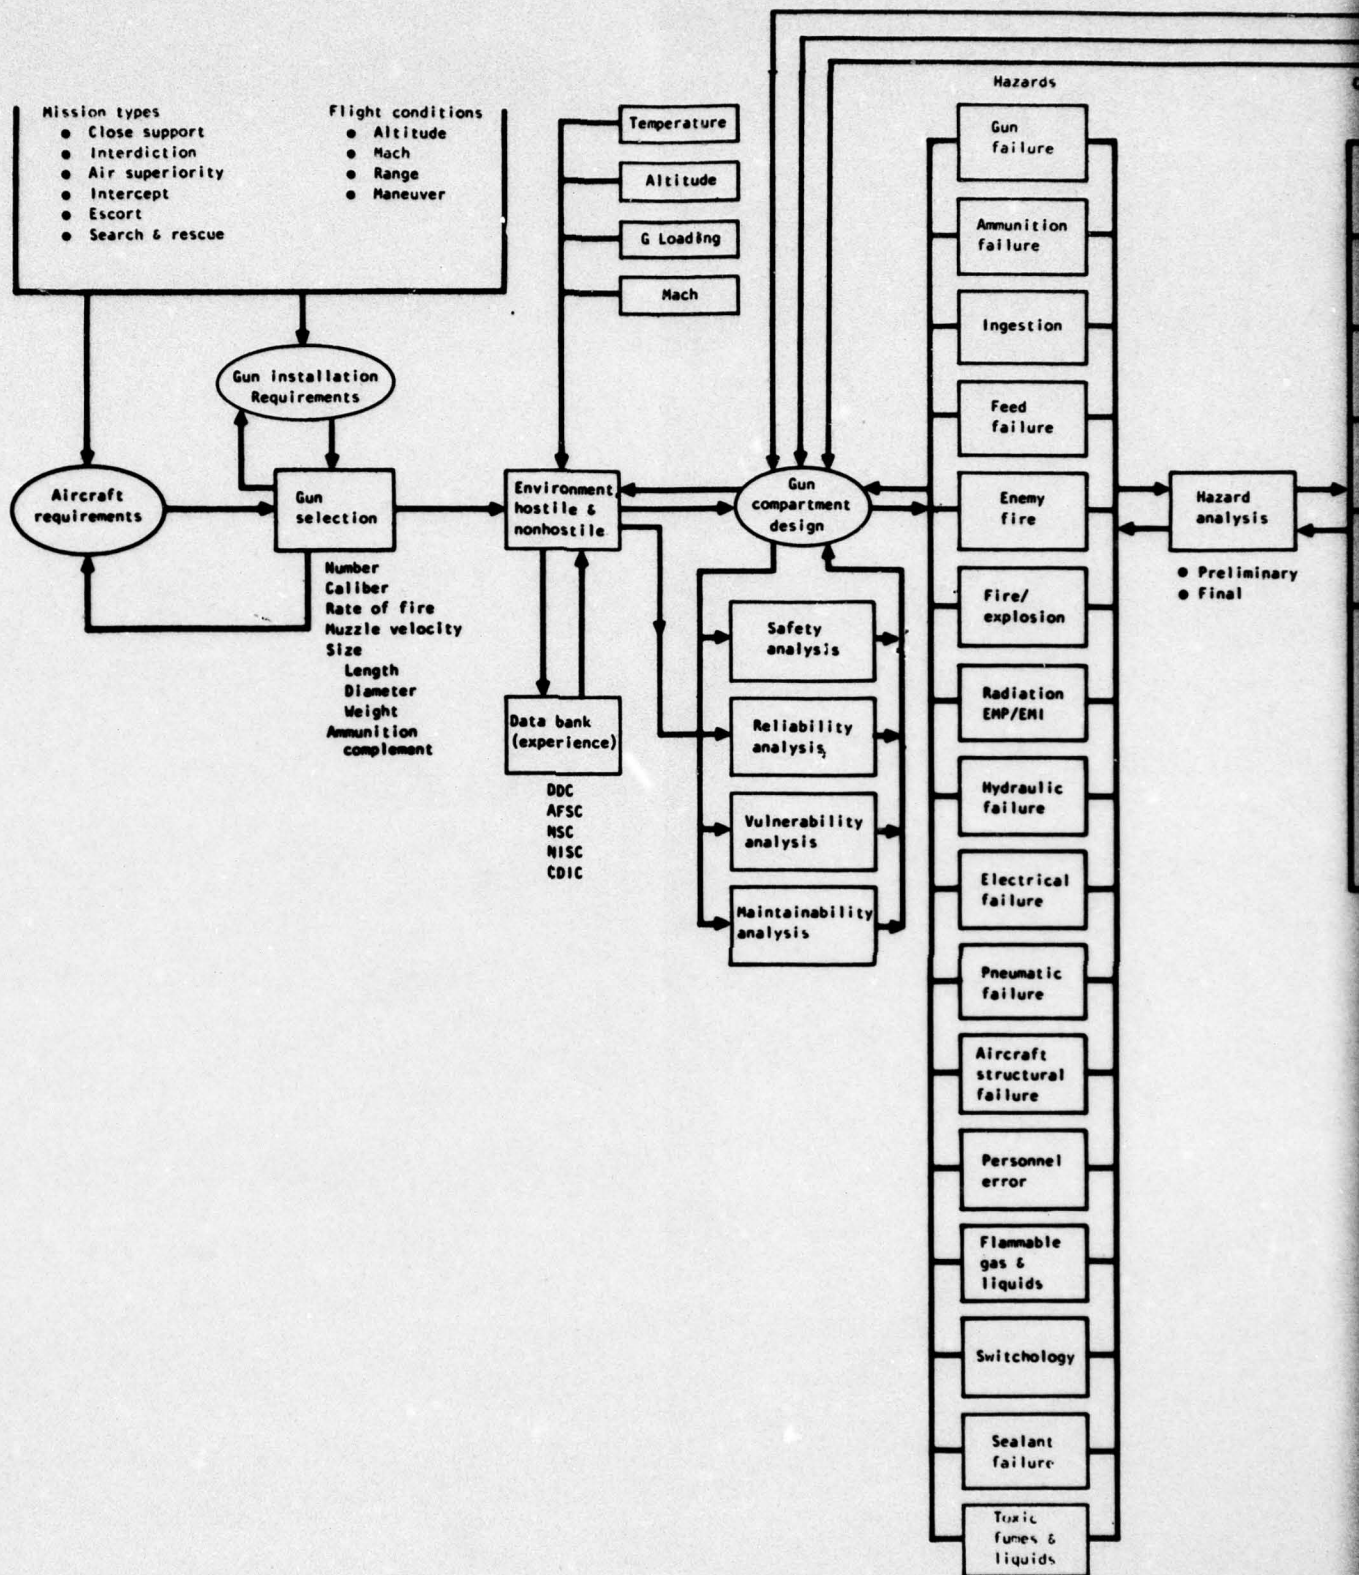 Mission types
● Close support
● Interdiction
● Air superiority
● Intercept
● Escort
● Search & rescue
Flight conditions
● Altitude
● Mach
● Range
● Maneuver
Gun installation
Requirements
Aircraft
requirements
Gun
selection
Number
Caliber
Rate of fire
Muzzle velocity
Size
Length
Diameter
Weight
Ammunition
complement
Temperature
Altitude
G Loading
Mach
Environment,
hostile &
nonhostile
Data bank
(experience)
DDC
AFSC
NSC
NISC
CDIC
Gun
compartment
design
Safety
analysis
Reliability
analysis
Vulnerability
analysis
Maintainability
analysis
Hazards
Gun
failure
Ammunition
failure
Ingestion
Feed
failure
Enemy
fire
Fire/
explosion
Radiation
EMP/EMI
Hydraulic
failure
Electrical
failure
Pneumatic
failure
Aircraft
structural
failure
Personnel
error
Flammable
gas &
liquids
Switchology
Sealant
failure
Toxic
fumes &
liquids
Hazard
analysis
● Preliminary
● Final